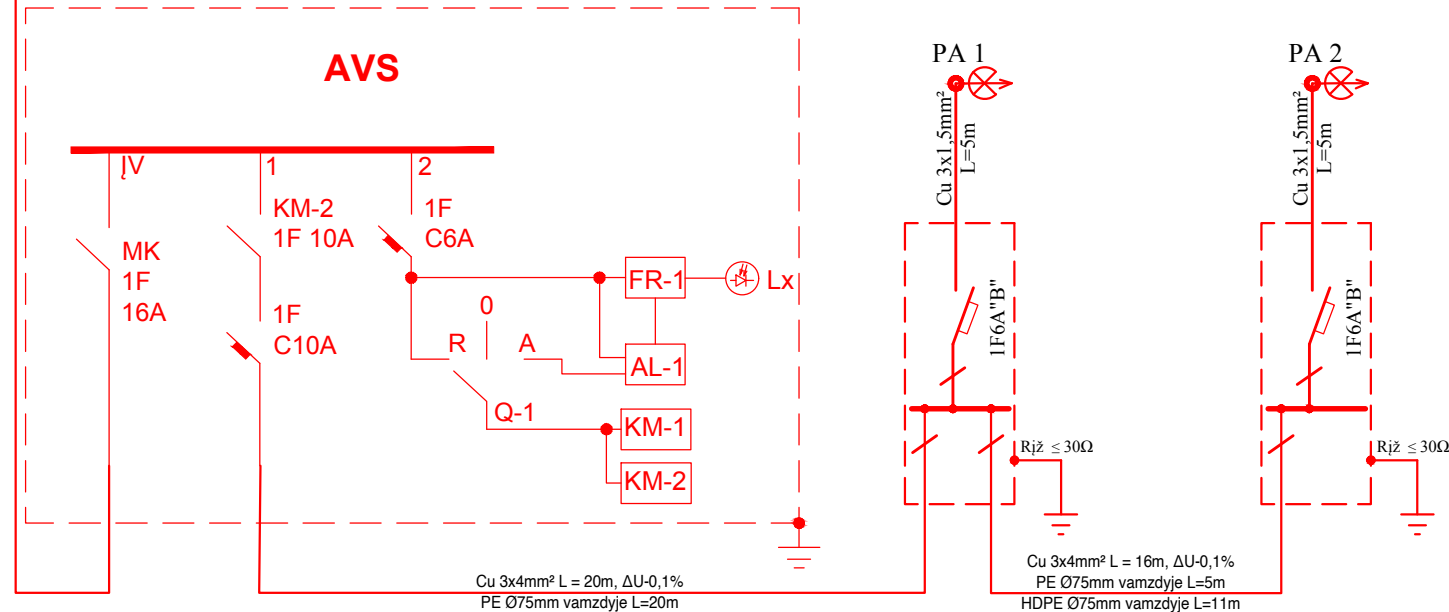 AVS
ĮV
1
2
MK
1F
16A
KM-2
1F 10A
1F
C10A
1F
C6A
0
R
A
Q-1
FR-1
Lx
AL-1
KM-1
KM-2
PA 1
Cu 3x1,5mm²
L=5m
1F6A"B"
Rįž ≤30Ω
PA 2
Cu 3x1,5mm²
L=5m
1F6A"B"
Rįž ≤30Ω
Cu 3x4mm² L = 20m, ΔU-0,1%
PE Ø75mm vamzdyje L=20m
Cu 3x4mm² L = 16m, ΔU-0,1%
PE Ø75mm vamzdyje L=5m
HDPE Ø75mm vamzdyje L=11m